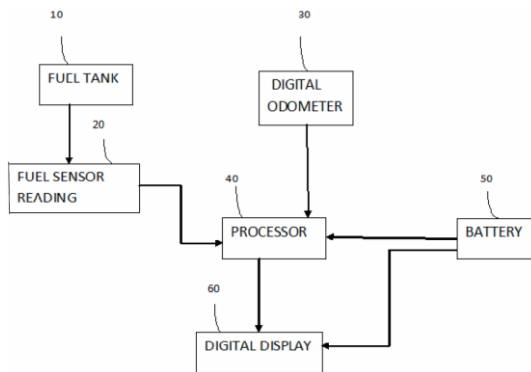 10
30
FUEL TANK
DIGITAL
ODOMETER
20
FUEL SENSOR
READING
40
50
PROCESSOR
BATTERY
60
DIGITAL DISPLAY